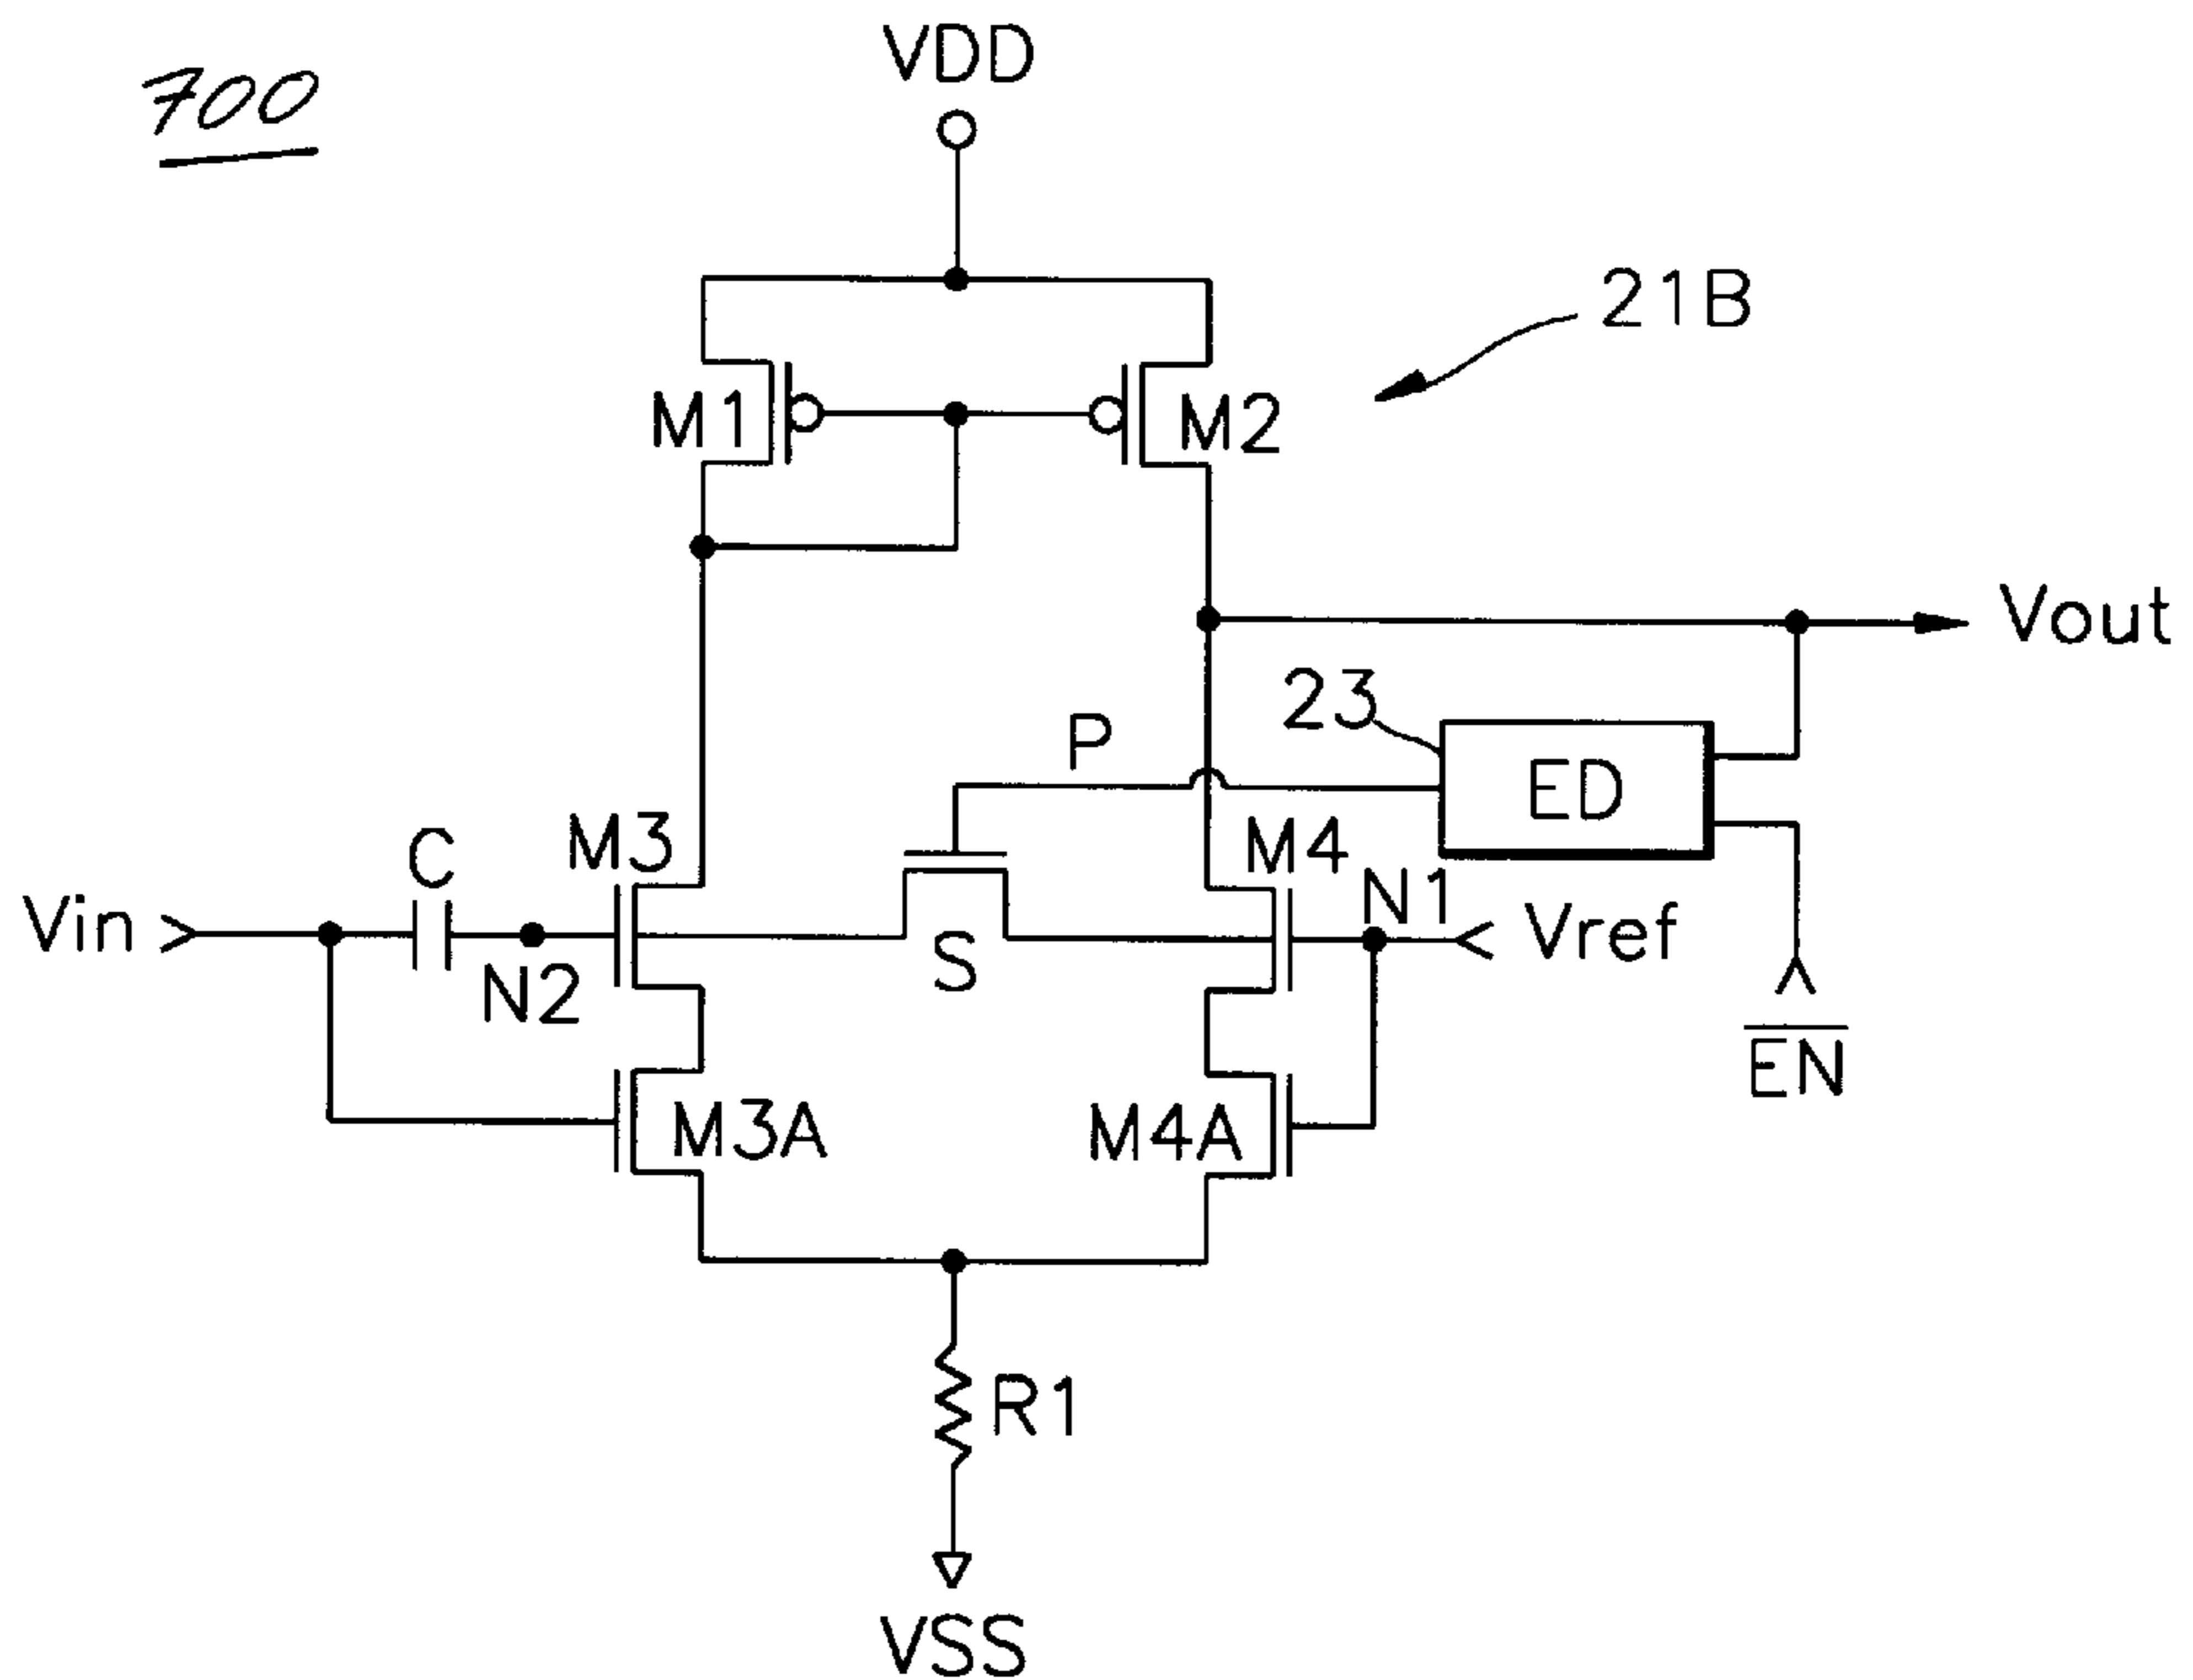 700
VDD
21B
M1
M2
Vout
23
P
ED
M3
M4
C
N1
Vin
Vref
S
N2
EN
M3A
M4A
R1
VSS